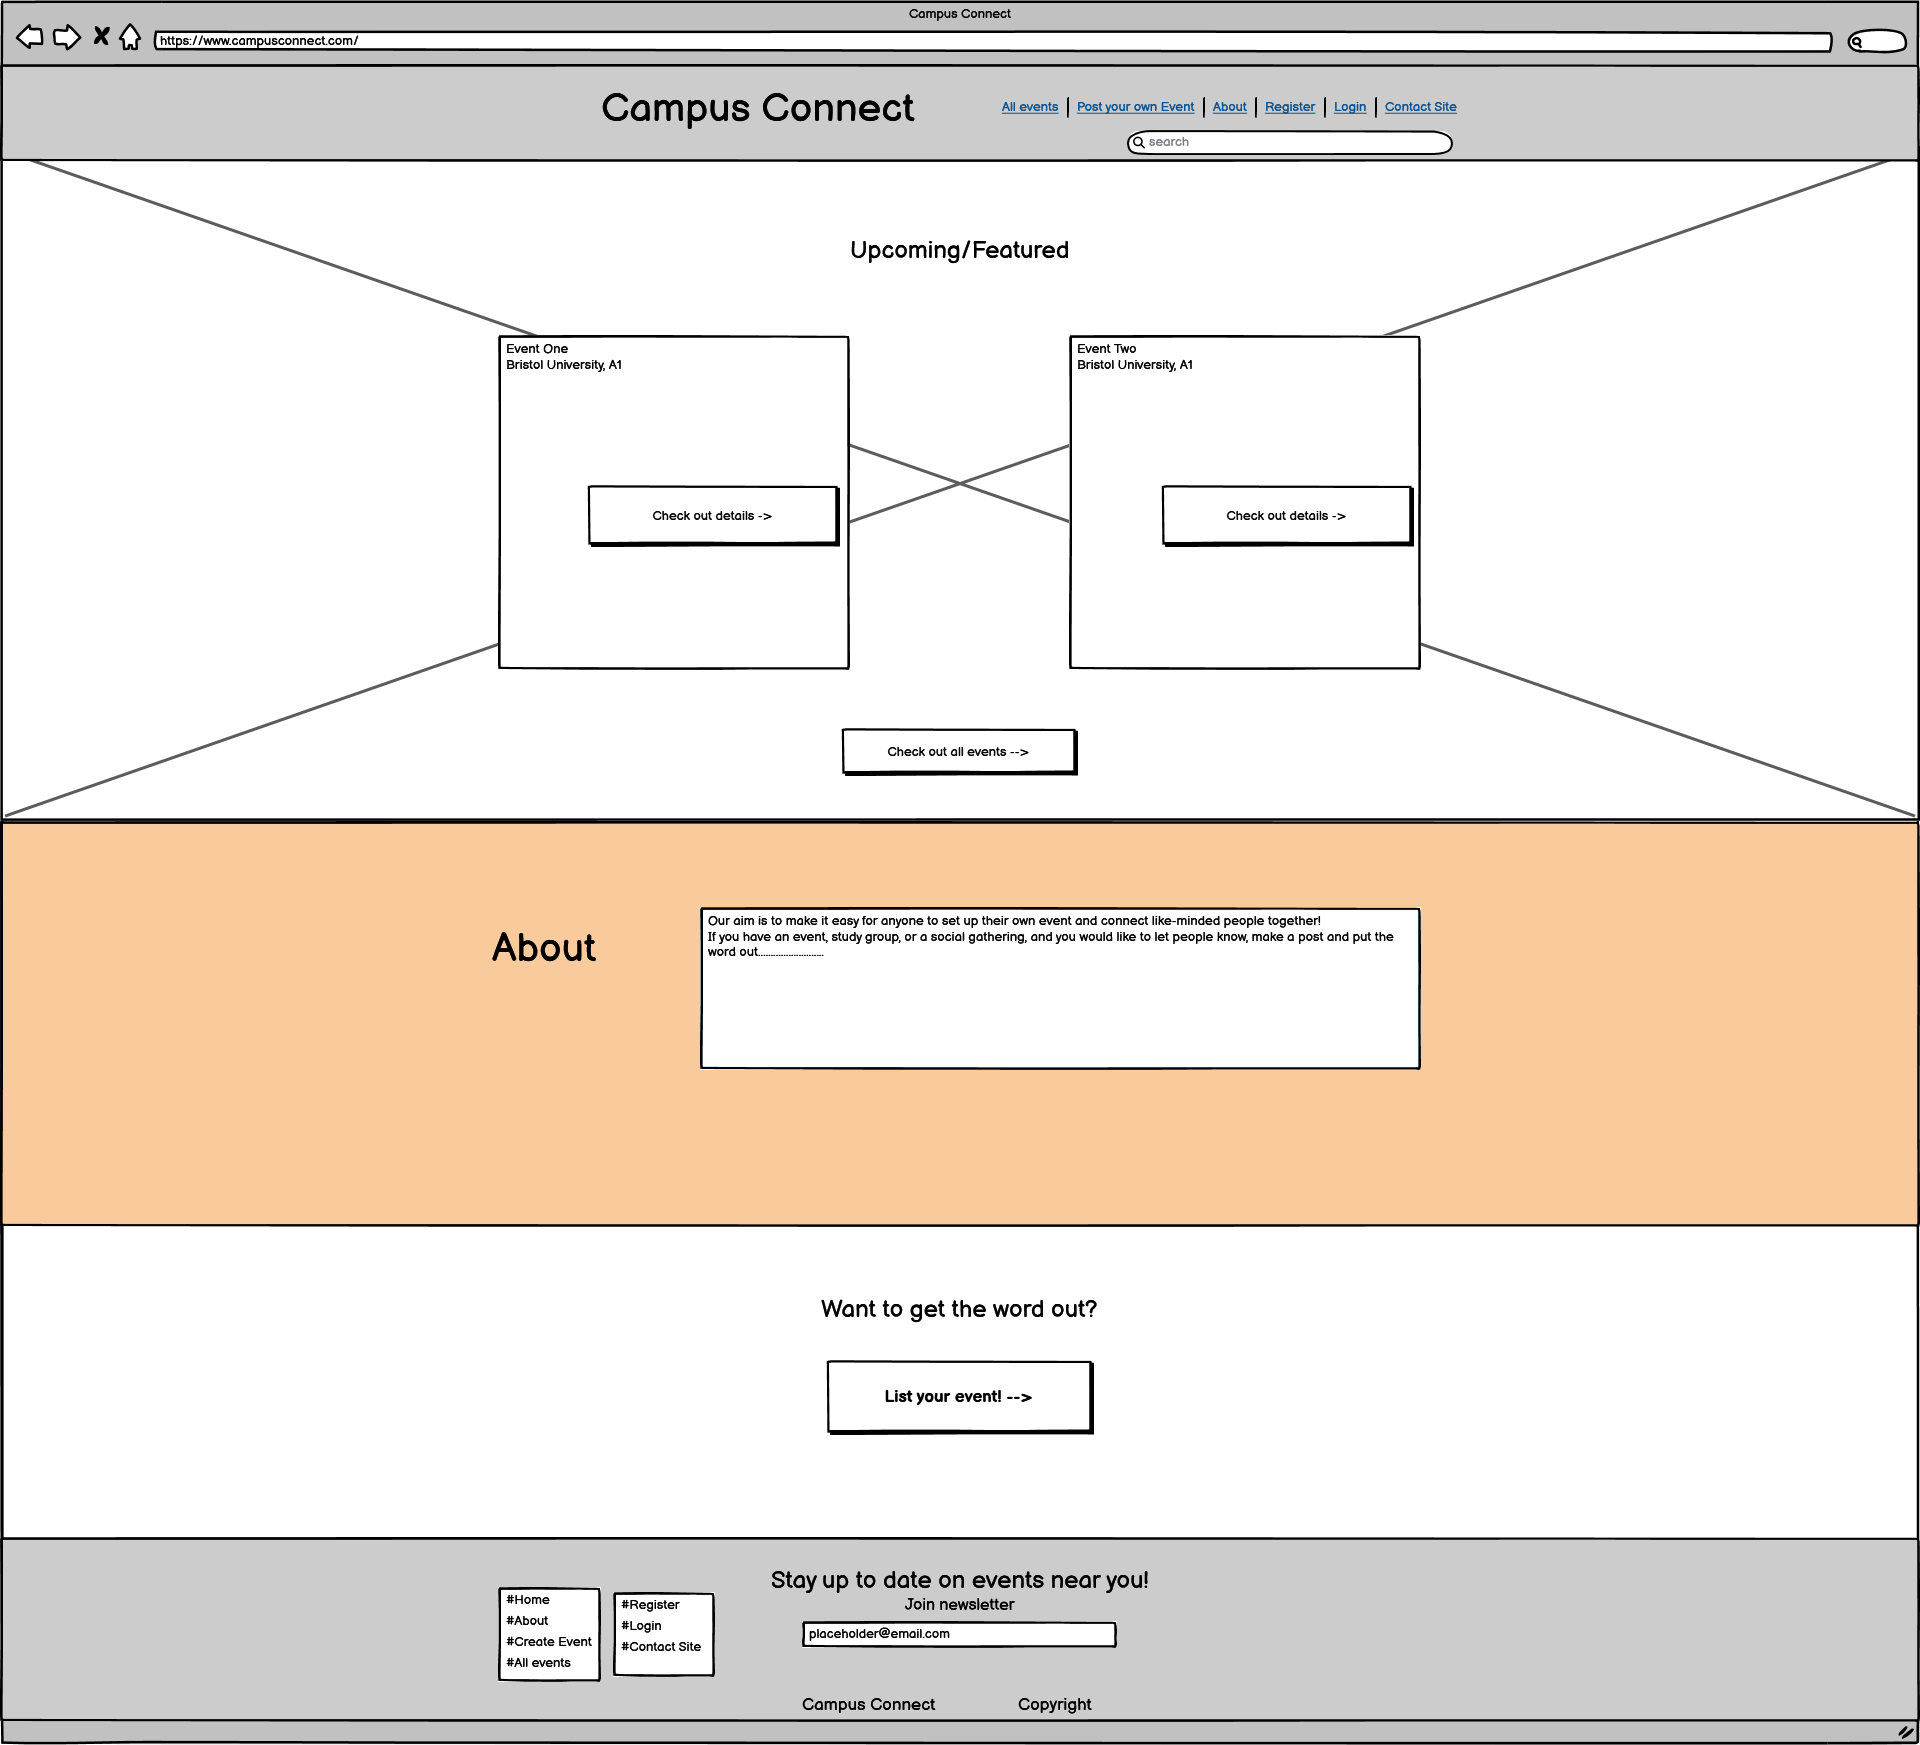 Campus Connect
https://www.campusconnect.com/
Campus Connect
All events | Post your own Event | About | Register | Login | Contact Site
search
Upcoming/Featured
Event One
Bristol University, A1
Check out details ->
Event Two
Bristol University, A1
Check out details ->
Check out all events -->
About
Our aim is to make it easy for anyone to set up their own event and connect like-minded people together!
If you have an event, study group, or a social gathering, and you would like to let people know, make a post and put the
word out..........................
Want to get the word out?
List your event! -->
#Home
#About
#Create Event
#All events
#Register
#Login
#Contact Site
Stay up to date on events near you!
Join newsletter
placeholder@email.com
Campus Connect
Copyright